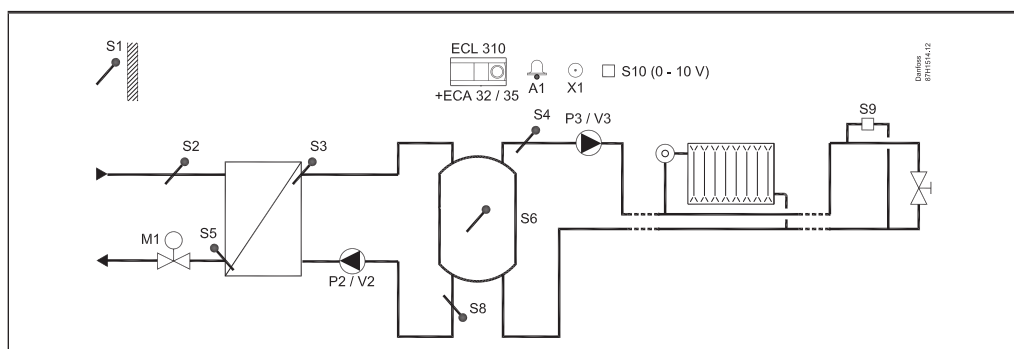 S1
ECL 310
+ECA 32 / 35
A1
X1
S10 (0 - 10 V)
Danfoss
87H1514.12
S2
S3
S4
P3 / V3
S9
M1
S5
P2 / V2
S6
S8